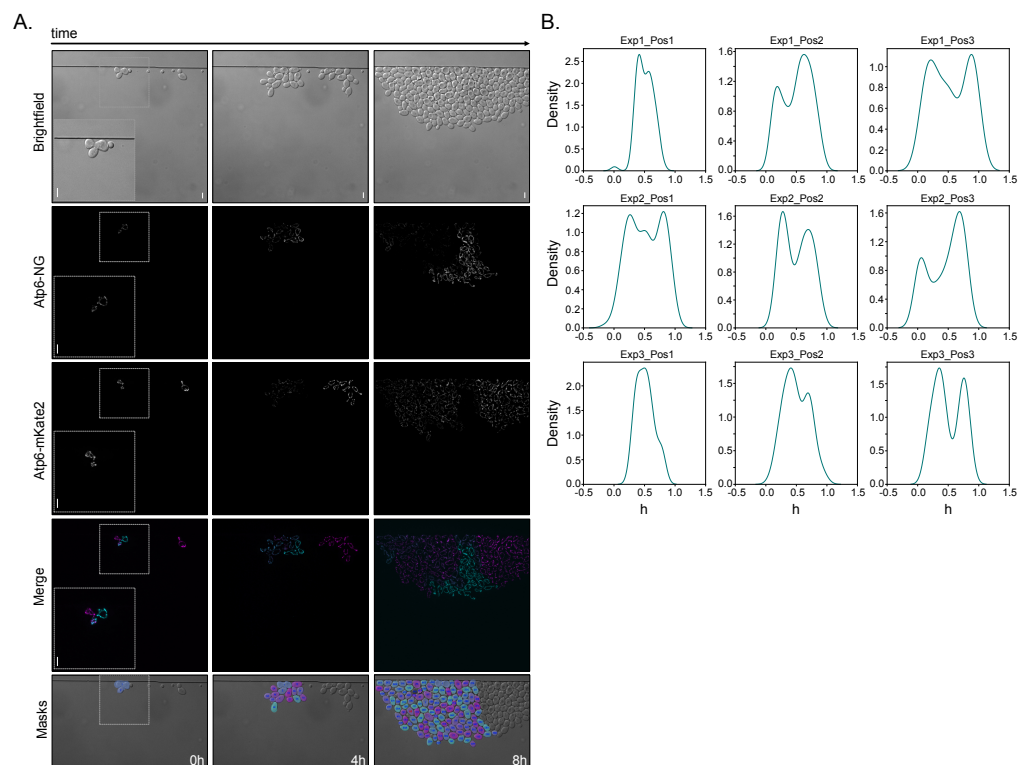 A.
time
Brightfield
Atp6-NG
Atp6-mKate2
Merge
Masks
0h
4h
8h
B.
Exp1_Pos1
Exp1_Pos2
Exp1_Pos3
Density
2.5
2.0
1.5
1.0
0.5
0.0
-0.5 0.0 0.5 1.0 1.5
1.6
1.2
0.8
0.4
0.0
-0.5 0.0 0.5 1.0 1.5
1.0
0.8
0.6
0.4
0.2
0.0
-0.5 0.0 0.5 1.0 1.5
Exp2_Pos1
Exp2_Pos2
Exp2_Pos3
Density
1.2
1.0
0.8
0.6
0.4
0.2
0.0
-0.5 0.0 0.5 1.0 1.5
1.6
1.2
0.8
0.4
0.0
-0.5 0.0 0.5 1.0 1.5
1.6
1.2
0.8
0.4
0.0
-0.5 0.0 0.5 1.0 1.5
Exp3_Pos1
Exp3_Pos2
Exp3_Pos3
Density
2.0
1.5
1.0
0.5
0.0
-0.5 0.0 0.5 1.0 1.5
1.5
1.0
0.5
0.0
-0.5 0.0 0.5 1.0 1.5
1.5
1.0
0.5
0.0
-0.5 0.0 0.5 1.0 1.5
h
h
h